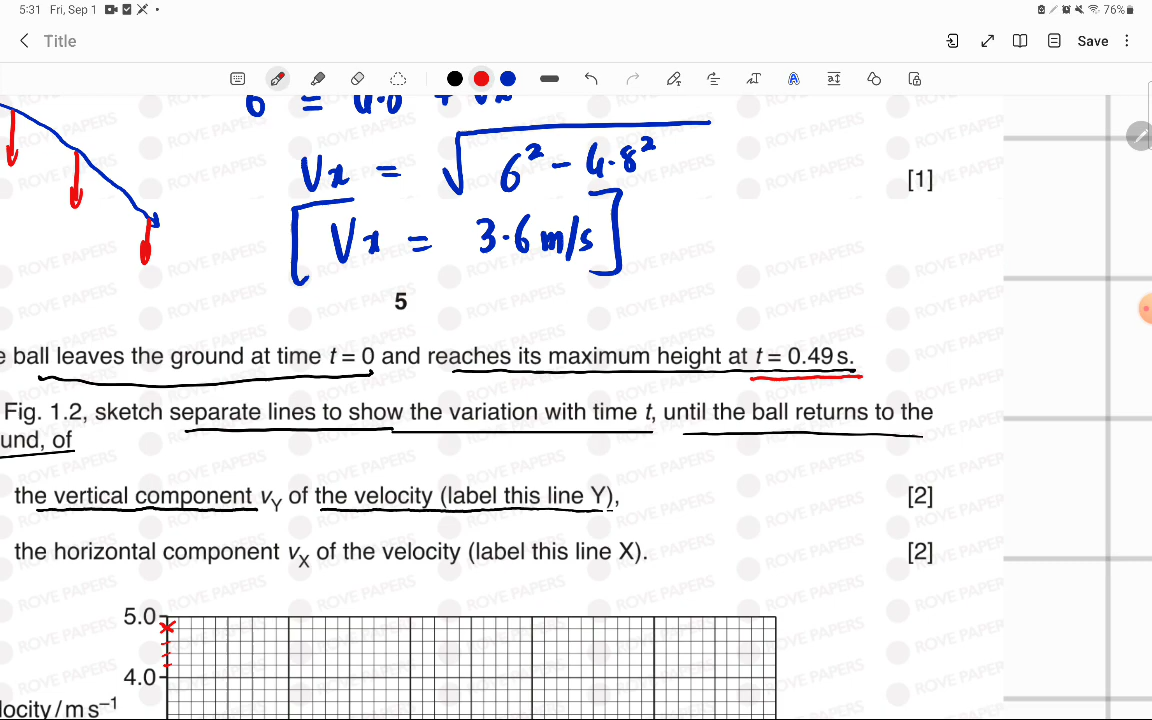 5:31 Fri, Sep 1
76%
Title
Save
Vx = √6² - 4.8²
[1]
Vx = 3.6 m/s
5
ball leaves the ground at time t = 0 and reaches its maximum height at t = 0.49 s.
Fig. 1.2, sketch separate lines to show the variation with time t, until the ball returns to the
und, of
the vertical component vY of the velocity (label this line Y), [2]
the horizontal component vX of the velocity (label this line X). [2]
5.0
4.0
locity / m s⁻¹
ROVE PAPERS